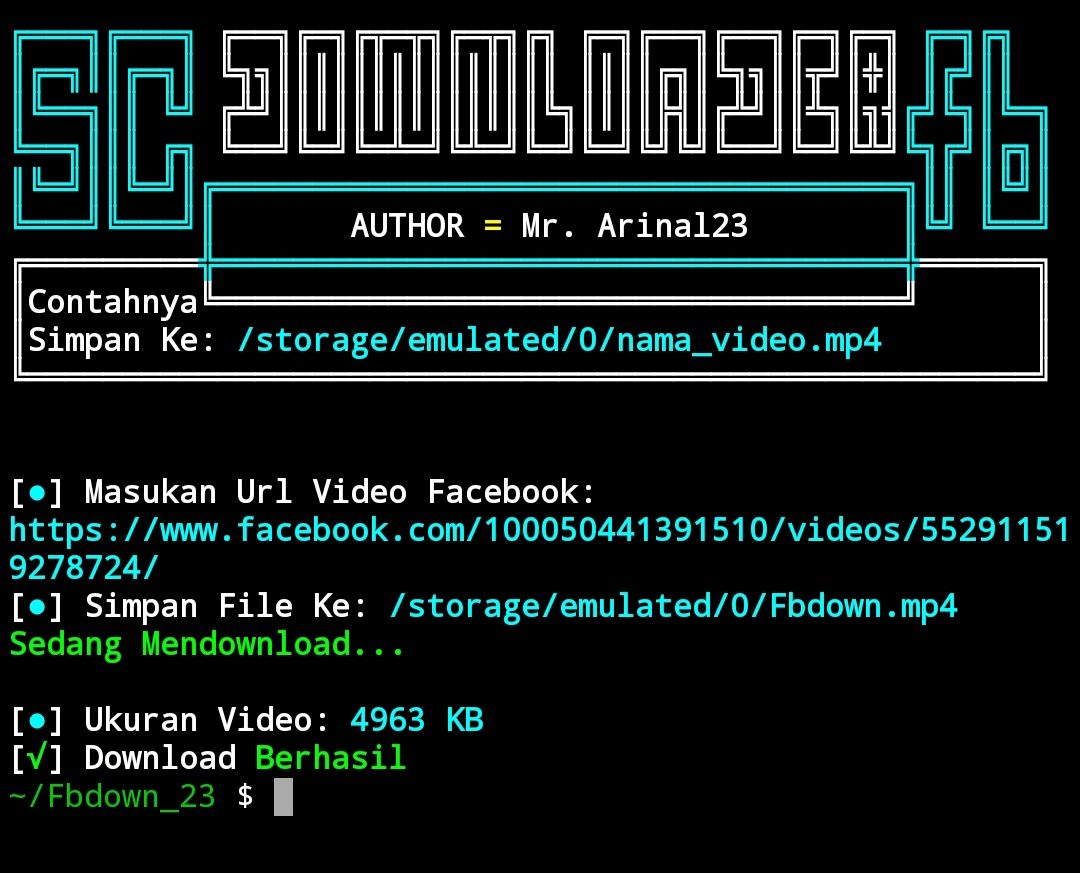 SC DOWNLOADER fb
AUTHOR = Mr. Arinal23
Contahnya
Simpan Ke: /storage/emulated/0/nama_video.mp4
[●] Masukan Url Video Facebook:
https://www.facebook.com/100050441391510/videos/55291151
9278724/
[●] Simpan File Ke: /storage/emulated/0/Fbdown.mp4
Sedang Mendownload...
[●] Ukuran Video: 4963 KB
[√] Download Berhasil
~/Fbdown_23 $